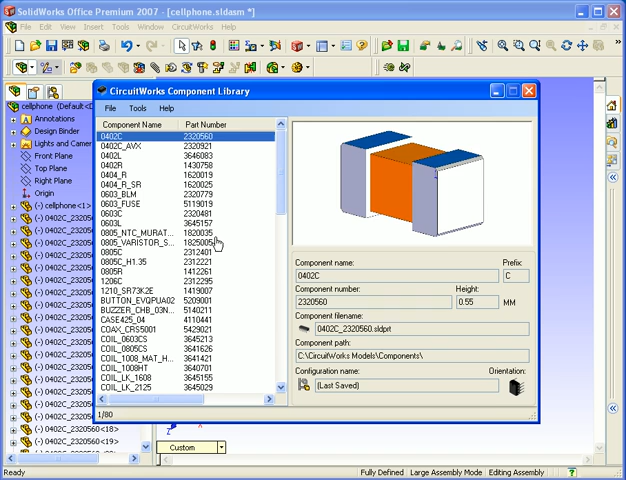 SolidWorks Office Premium 2007 - [cellphone.sldasm *]
File Edit View Insert Tools Window CircuitWorks Help
cellphone (Default<D
Annotations
Design Binder
Lights and Camer
Front Plane
Top Plane
Right Plane
Origin
(-) cellphone<1>
(-) 0402C_2320560<18>
(-) 0402C_2320560<19>
CircuitWorks Component Library
File Tools Help
Component Name Part Number
0402C 2320560
0402C_AVX 2320921
0402L 3646083
0402R 1430758
0404_R 1620019
0404_R_SR 1620025
0603_BLM 2320779
0603_FUSE 5119019
0603C 2320481
0603L 3645157
0805_NTC_MURAT... 1820035
0805_VARISTOR_S... 1825005
0805C 2312401
0805C_H1.35 2312221
0805R 1412261
1206C 2312295
1210_SR73K2E 1419007
BUTTON_EVQPUA02 5209001
BUZZER_CHB_03N... 5140211
CASE425_04 4110441
COAX_CRS5001 5429021
COIL_0603CS 3645213
COIL_0805CS 3641626
COIL_1008_MAT_H... 3641421
COIL_1008HT 3640701
COIL_LK_1608 3645155
COIL_LK_2125 3645029
1/80
Component name: Prefix:
0402C C
Component number: Height:
2320560 0.55 MM
Component filename:
0402C_2320560.sldprt
Component path:
C:\CircuitWorks Models\Components\
Configuration name: Orientation:
(Last Saved)
Custom
Ready Fully Defined Large Assembly Mode Editing Assembly